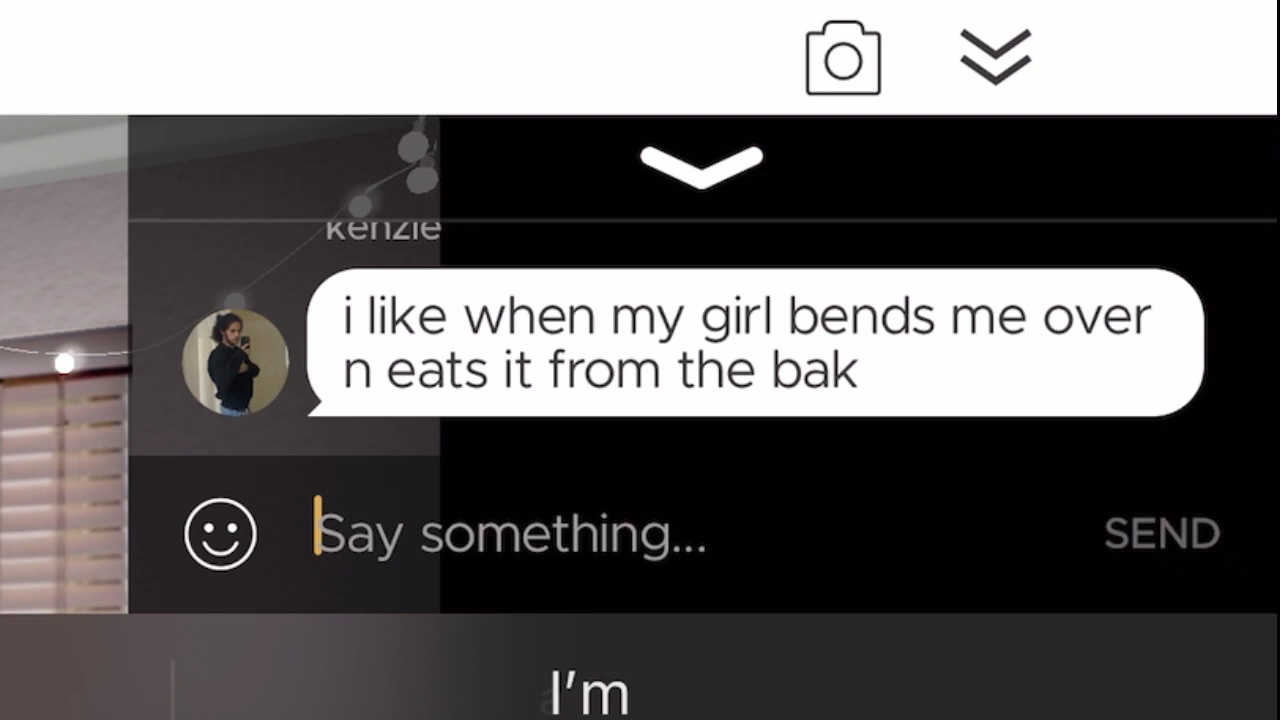 kenzie
i like when my girl bends me over
n eats it from the bak
Say something...
SEND
I'm